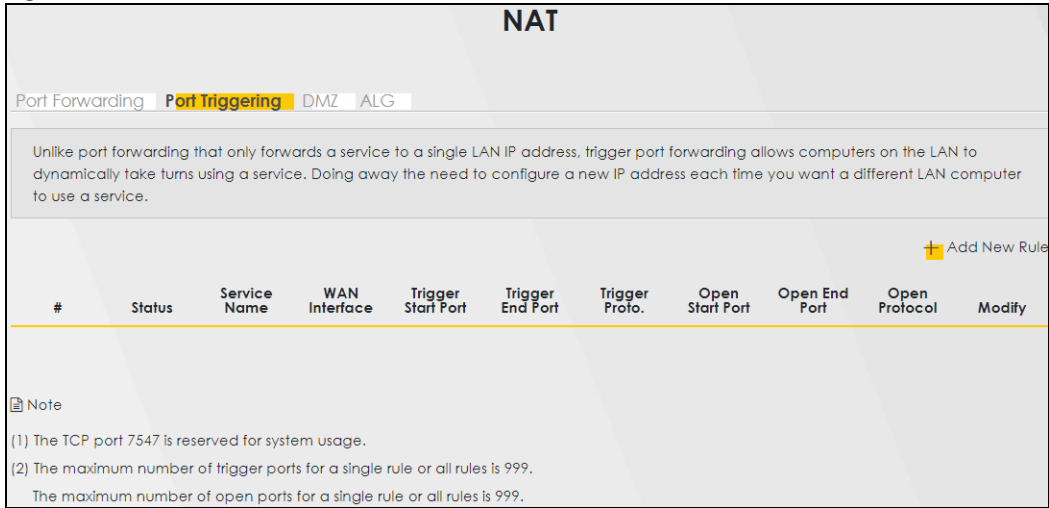 NAT
Port Forwarding Port Triggering DMZ ALG
Unlike port forwarding that only forwards a service to a single LAN IP address, trigger port forwarding allows computers on the LAN to
dynamically take turns using a service. Doing away the need to configure a new IP address each time you want a different LAN computer
to use a service.
+ Add New Rule
# Status Service Name WAN Interface Trigger Start Port Trigger End Port Trigger Proto. Open Start Port Open End Port Open Protocol Modify
Note
(1) The TCP port 7547 is reserved for system usage.
(2) The maximum number of trigger ports for a single rule or all rules is 999.
The maximum number of open ports for a single rule or all rules is 999.